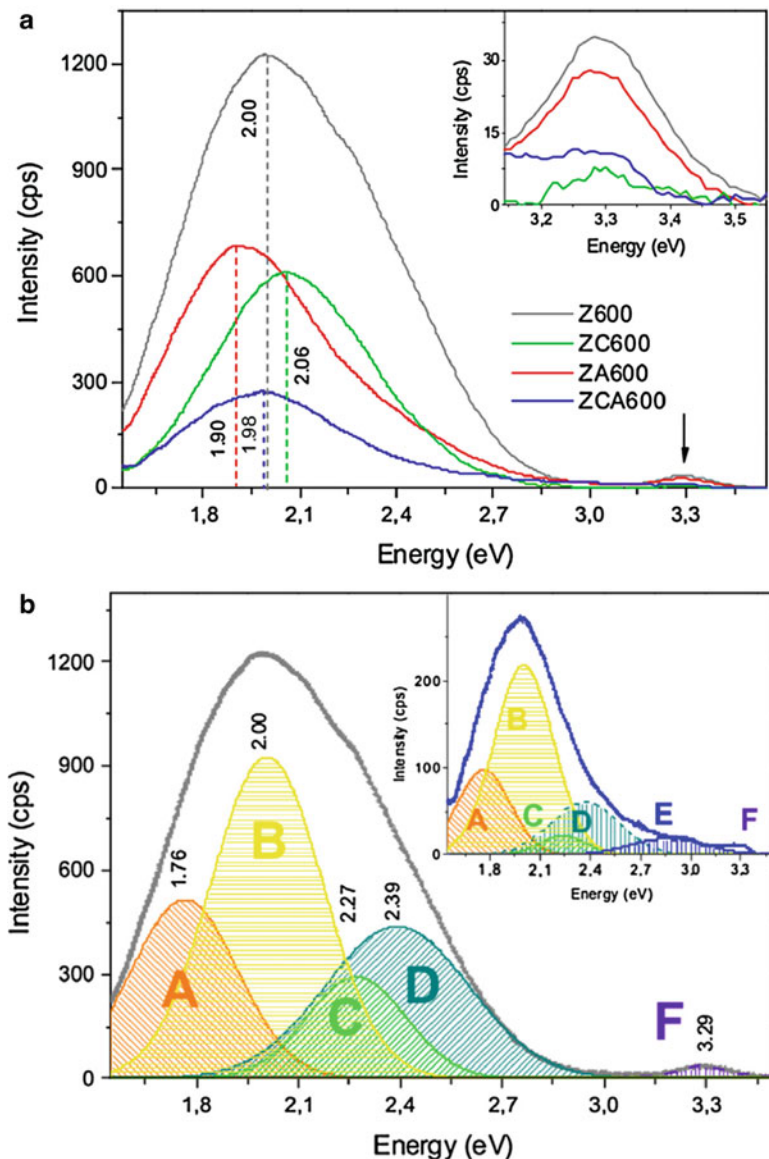 a
1200
900
600
300
0
Intensity (cps)
2.00
1.90
1.98
2.06
1,8
2,1
2,4
2,7
3,0
3,3
Energy (eV)
30
15
0
Intensity (cps)
3,2
3,3
3,4
3,5
Energy (eV)
Z600
ZC600
ZA600
ZCA600
b
1200
900
600
300
0
Intensity (cps)
1.76
2.00
2.27
2.39
3.29
A
B
C
D
F
1,8
2,1
2,4
2,7
3,0
3,3
Energy (eV)
200
100
0
Intensity (cps)
A
B
C
D
E
F
1,8
2,1
2,4
2,7
3,0
3,3
Energy (eV)